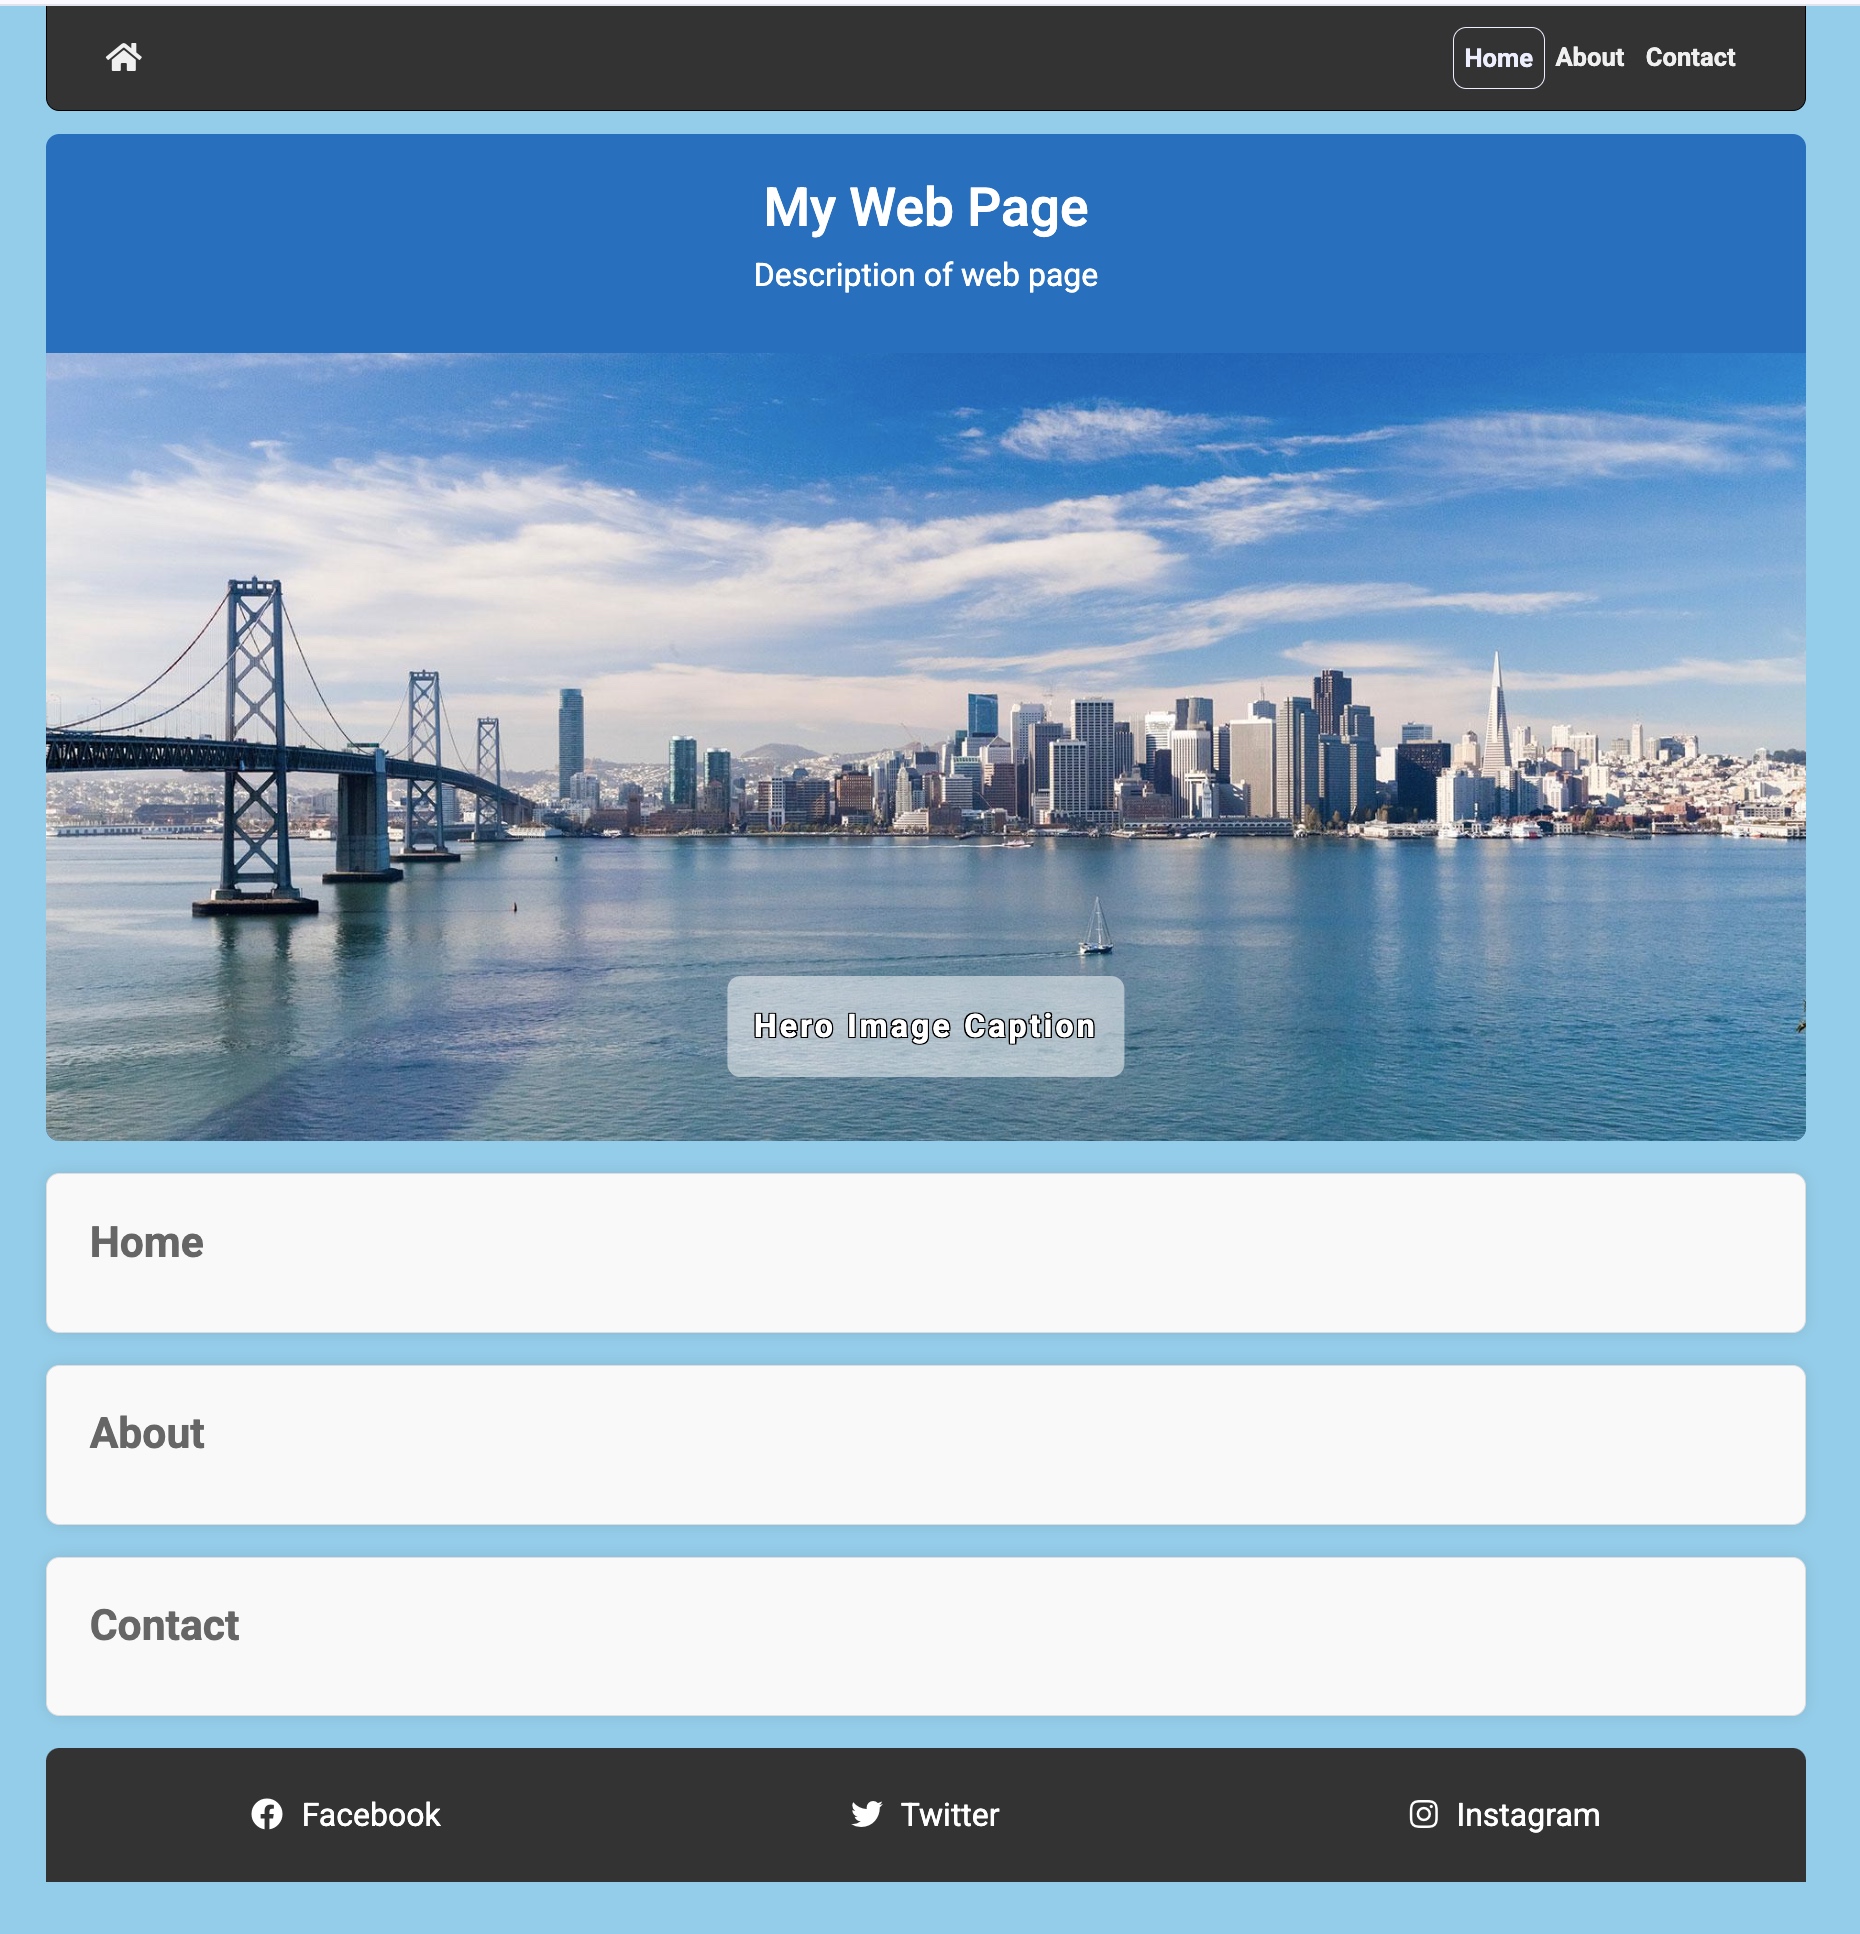 Home About Contact
My Web Page
Description of web page
Hero Image Caption
Home
About
Contact
Facebook Twitter Instagram